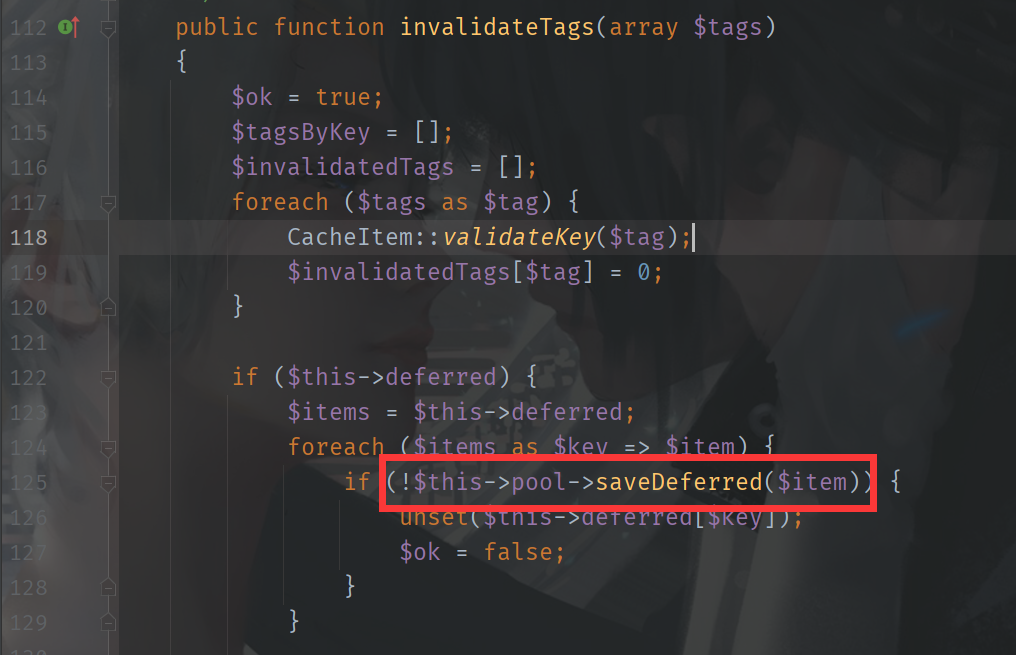 112 public function invalidateTags(array $tags)
113 {
114 $ok = true;
115 $tagsByKey = [];
116 $invalidatedTags = [];
117 foreach ($tags as $tag) {
118 CacheItem::validateKey($tag);
119 $invalidatedTags[$tag] = 0;
120 }
121
122 if ($this->deferred) {
123 $items = $this->deferred;
124 foreach ($items as $key => $item) {
125 if (!$this->pool->saveDeferred($item)) {
126 unset($this->deferred[$key]);
127 $ok = false;
128 }
129 }